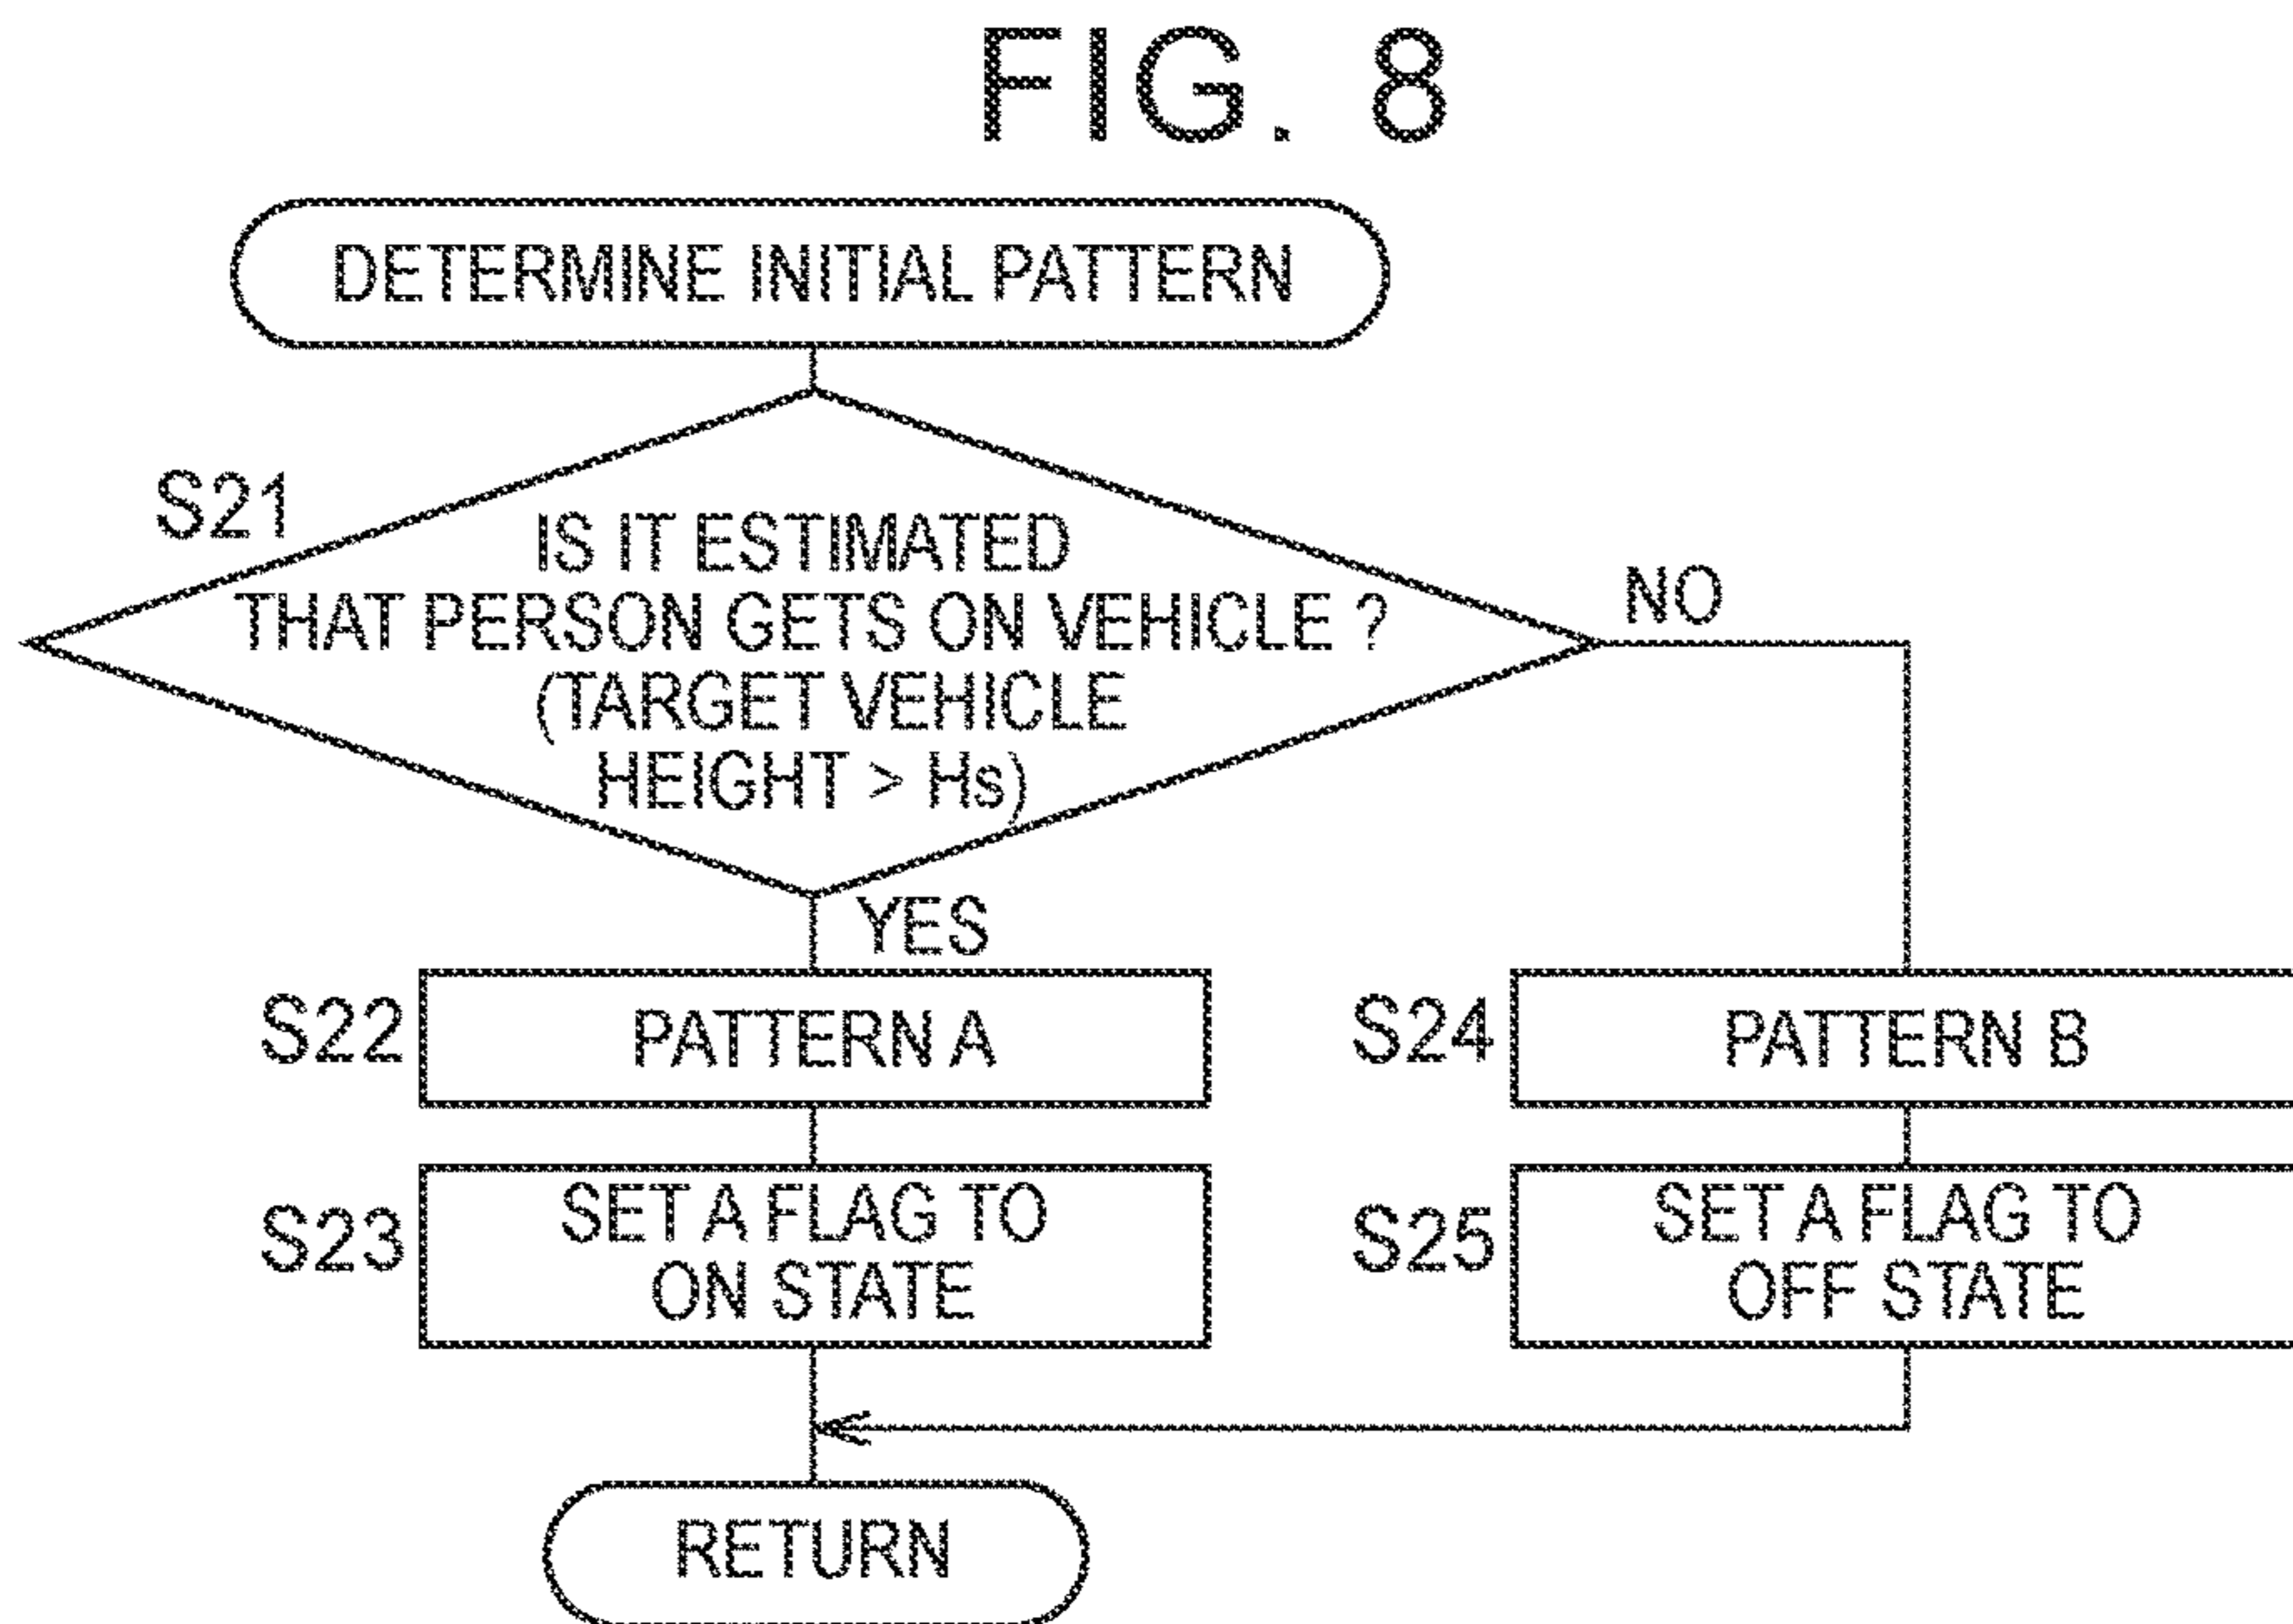 FIG. 8
DETERMINE INITIAL PATTERN
S21
IS IT ESTIMATED
THAT PERSON GETS ON VEHICLE ?
(TARGET VEHICLE
HEIGHT > Hs)
NO
YES
S22
PATTERN A
S24
PATTERN B
S23
SET A FLAG TO
ON STATE
S25
SET A FLAG TO
OFF STATE
RETURN